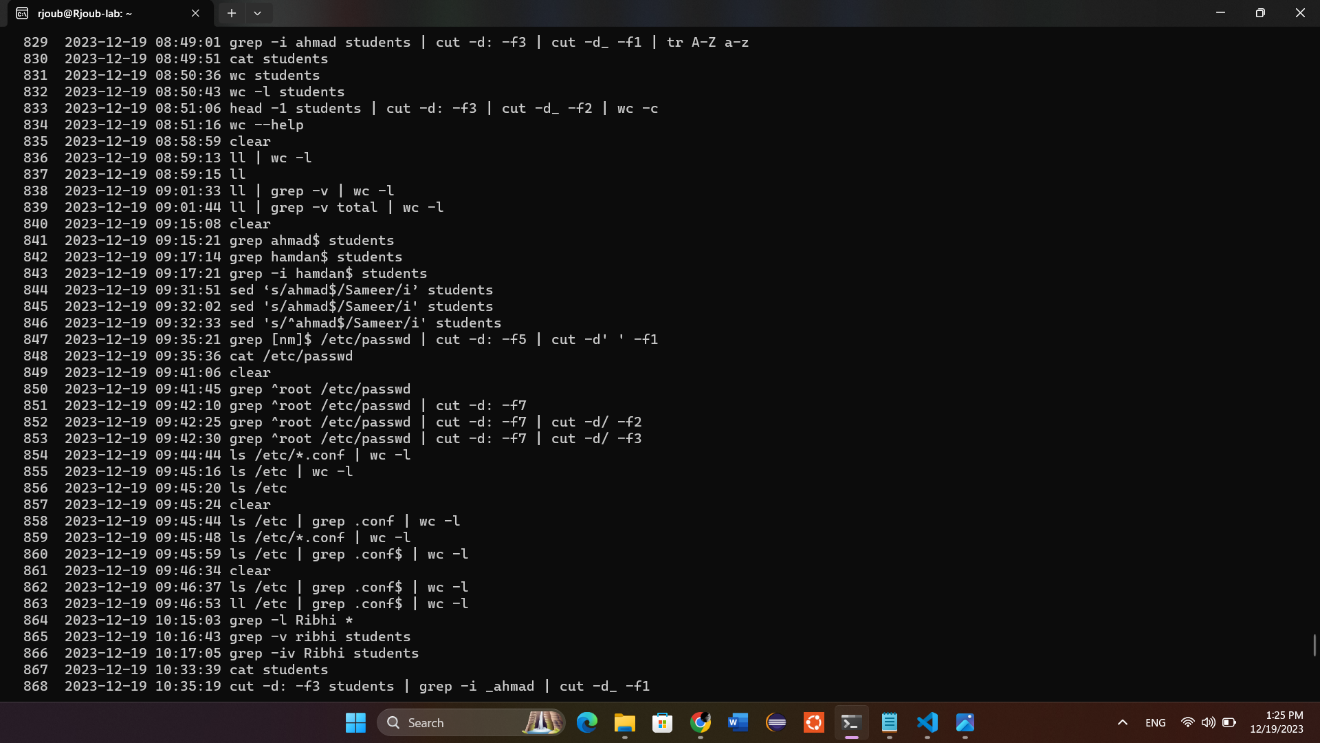 rjoub@Rjoub-lab: ~
829 2023-12-19 08:49:01 grep -i ahmad students | cut -d: -f3 | cut -d_ -f1 | tr A-Z a-z
830 2023-12-19 08:49:51 cat students
831 2023-12-19 08:50:36 wc students
832 2023-12-19 08:50:43 wc -l students
833 2023-12-19 08:51:06 head -1 students | cut -d: -f3 | cut -d_ -f2 | wc -c
834 2023-12-19 08:51:16 wc --help
835 2023-12-19 08:58:59 clear
836 2023-12-19 08:59:13 ll | wc -l
837 2023-12-19 08:59:15 ll
838 2023-12-19 09:01:33 ll | grep -v | wc -l
839 2023-12-19 09:01:44 ll | grep -v total | wc -l
840 2023-12-19 09:15:08 clear
841 2023-12-19 09:15:21 grep ahmad$ students
842 2023-12-19 09:17:14 grep hamdan$ students
843 2023-12-19 09:17:21 grep -i hamdan$ students
844 2023-12-19 09:31:51 sed ‘s/ahmad$/Sameer/i’ students
845 2023-12-19 09:32:02 sed 's/ahmad$/Sameer/i' students
846 2023-12-19 09:32:33 sed 's/^ahmad$/Sameer/i' students
847 2023-12-19 09:35:21 grep [nm]$ /etc/passwd | cut -d: -f5 | cut -d' ' -f1
848 2023-12-19 09:35:36 cat /etc/passwd
849 2023-12-19 09:41:06 clear
850 2023-12-19 09:41:45 grep ^root /etc/passwd
851 2023-12-19 09:42:10 grep ^root /etc/passwd | cut -d: -f7
852 2023-12-19 09:42:25 grep ^root /etc/passwd | cut -d: -f7 | cut -d/ -f2
853 2023-12-19 09:42:30 grep ^root /etc/passwd | cut -d: -f7 | cut -d/ -f3
854 2023-12-19 09:44:44 ls /etc/*.conf | wc -l
855 2023-12-19 09:45:16 ls /etc | wc -l
856 2023-12-19 09:45:20 ls /etc
857 2023-12-19 09:45:24 clear
858 2023-12-19 09:45:44 ls /etc | grep .conf | wc -l
859 2023-12-19 09:45:48 ls /etc/*.conf | wc -l
860 2023-12-19 09:45:59 ls /etc | grep .conf$ | wc -l
861 2023-12-19 09:46:34 clear
862 2023-12-19 09:46:37 ls /etc | grep .conf$ | wc -l
863 2023-12-19 09:46:53 ll /etc | grep .conf$ | wc -l
864 2023-12-19 10:15:03 grep -l Ribhi *
865 2023-12-19 10:16:43 grep -v ribhi students
866 2023-12-19 10:17:05 grep -iv Ribhi students
867 2023-12-19 10:33:39 cat students
868 2023-12-19 10:35:19 cut -d: -f3 students | grep -i _ahmad | cut -d_ -f1
Search
ENG
1:25 PM
12/19/2023